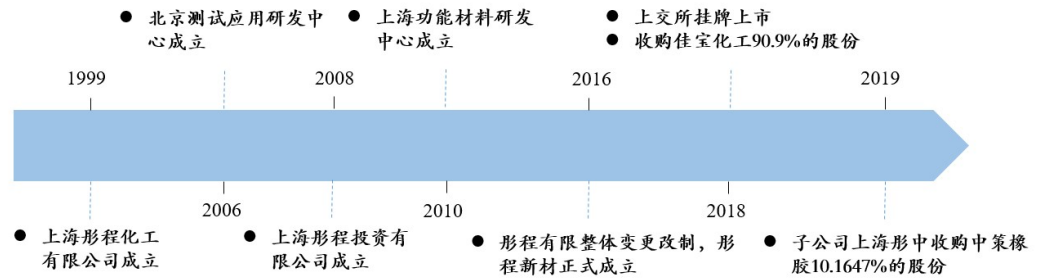 ● 北京测试应用研发中
心成立
● 上海功能材料研发
中心成立
● 上交所挂牌上市
● 收购佳宝化工90.9%的股份
1999
2008
2016
2019
2006
2010
2018
● 上海彤程化工
有限公司成立
● 上海彤程投资有
限公司成立
● 彤程有限整体变更改制，彤
程新材正式成立
● 子公司上海彤中收购中策橡
胶10.1647%的股份